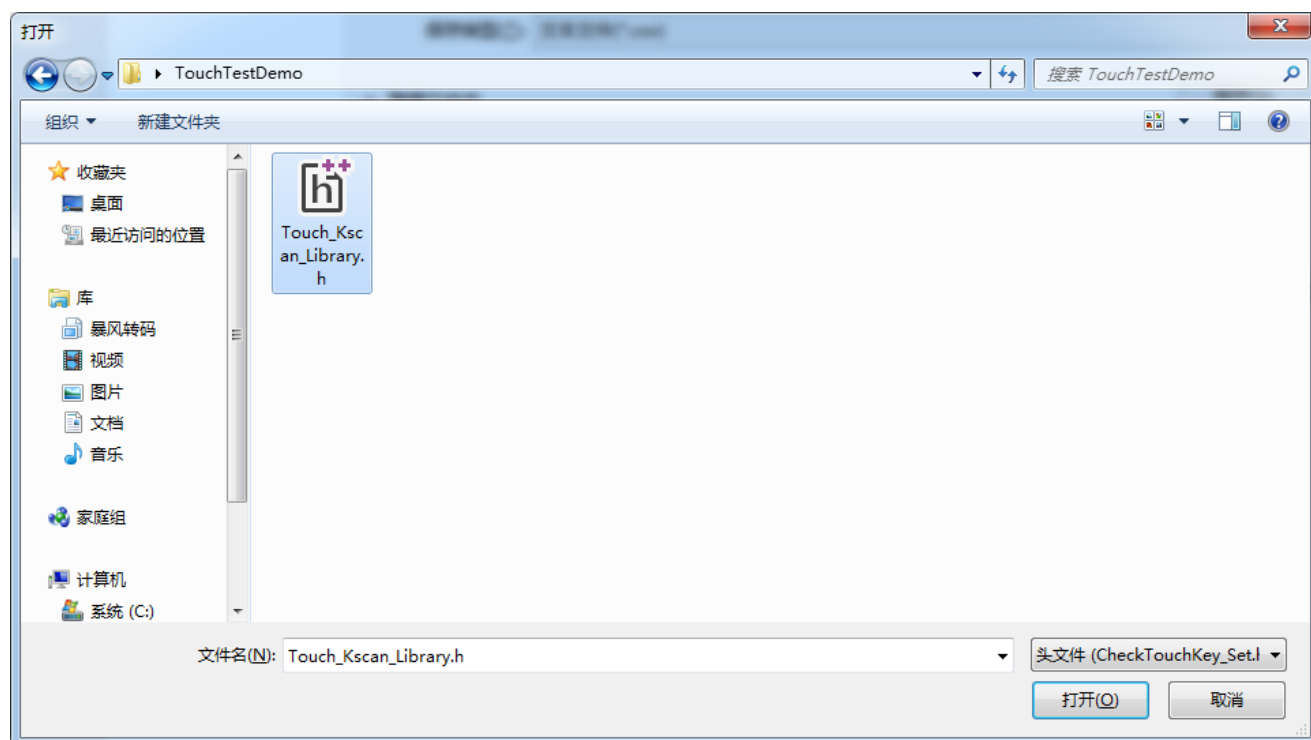 打开
TouchTestDemo
搜索 TouchTestDemo
组织
新建文件夹
收藏夹
桌面
最近访问的位置
库
暴风转码
视频
图片
文档
音乐
家庭组
计算机
系统 (C:)
Touch_Ksc
an_Library.
h
文件名(N): Touch_Kscan_Library.h
头文件 (CheckTouchKey_Set.h
打开(O)
取消